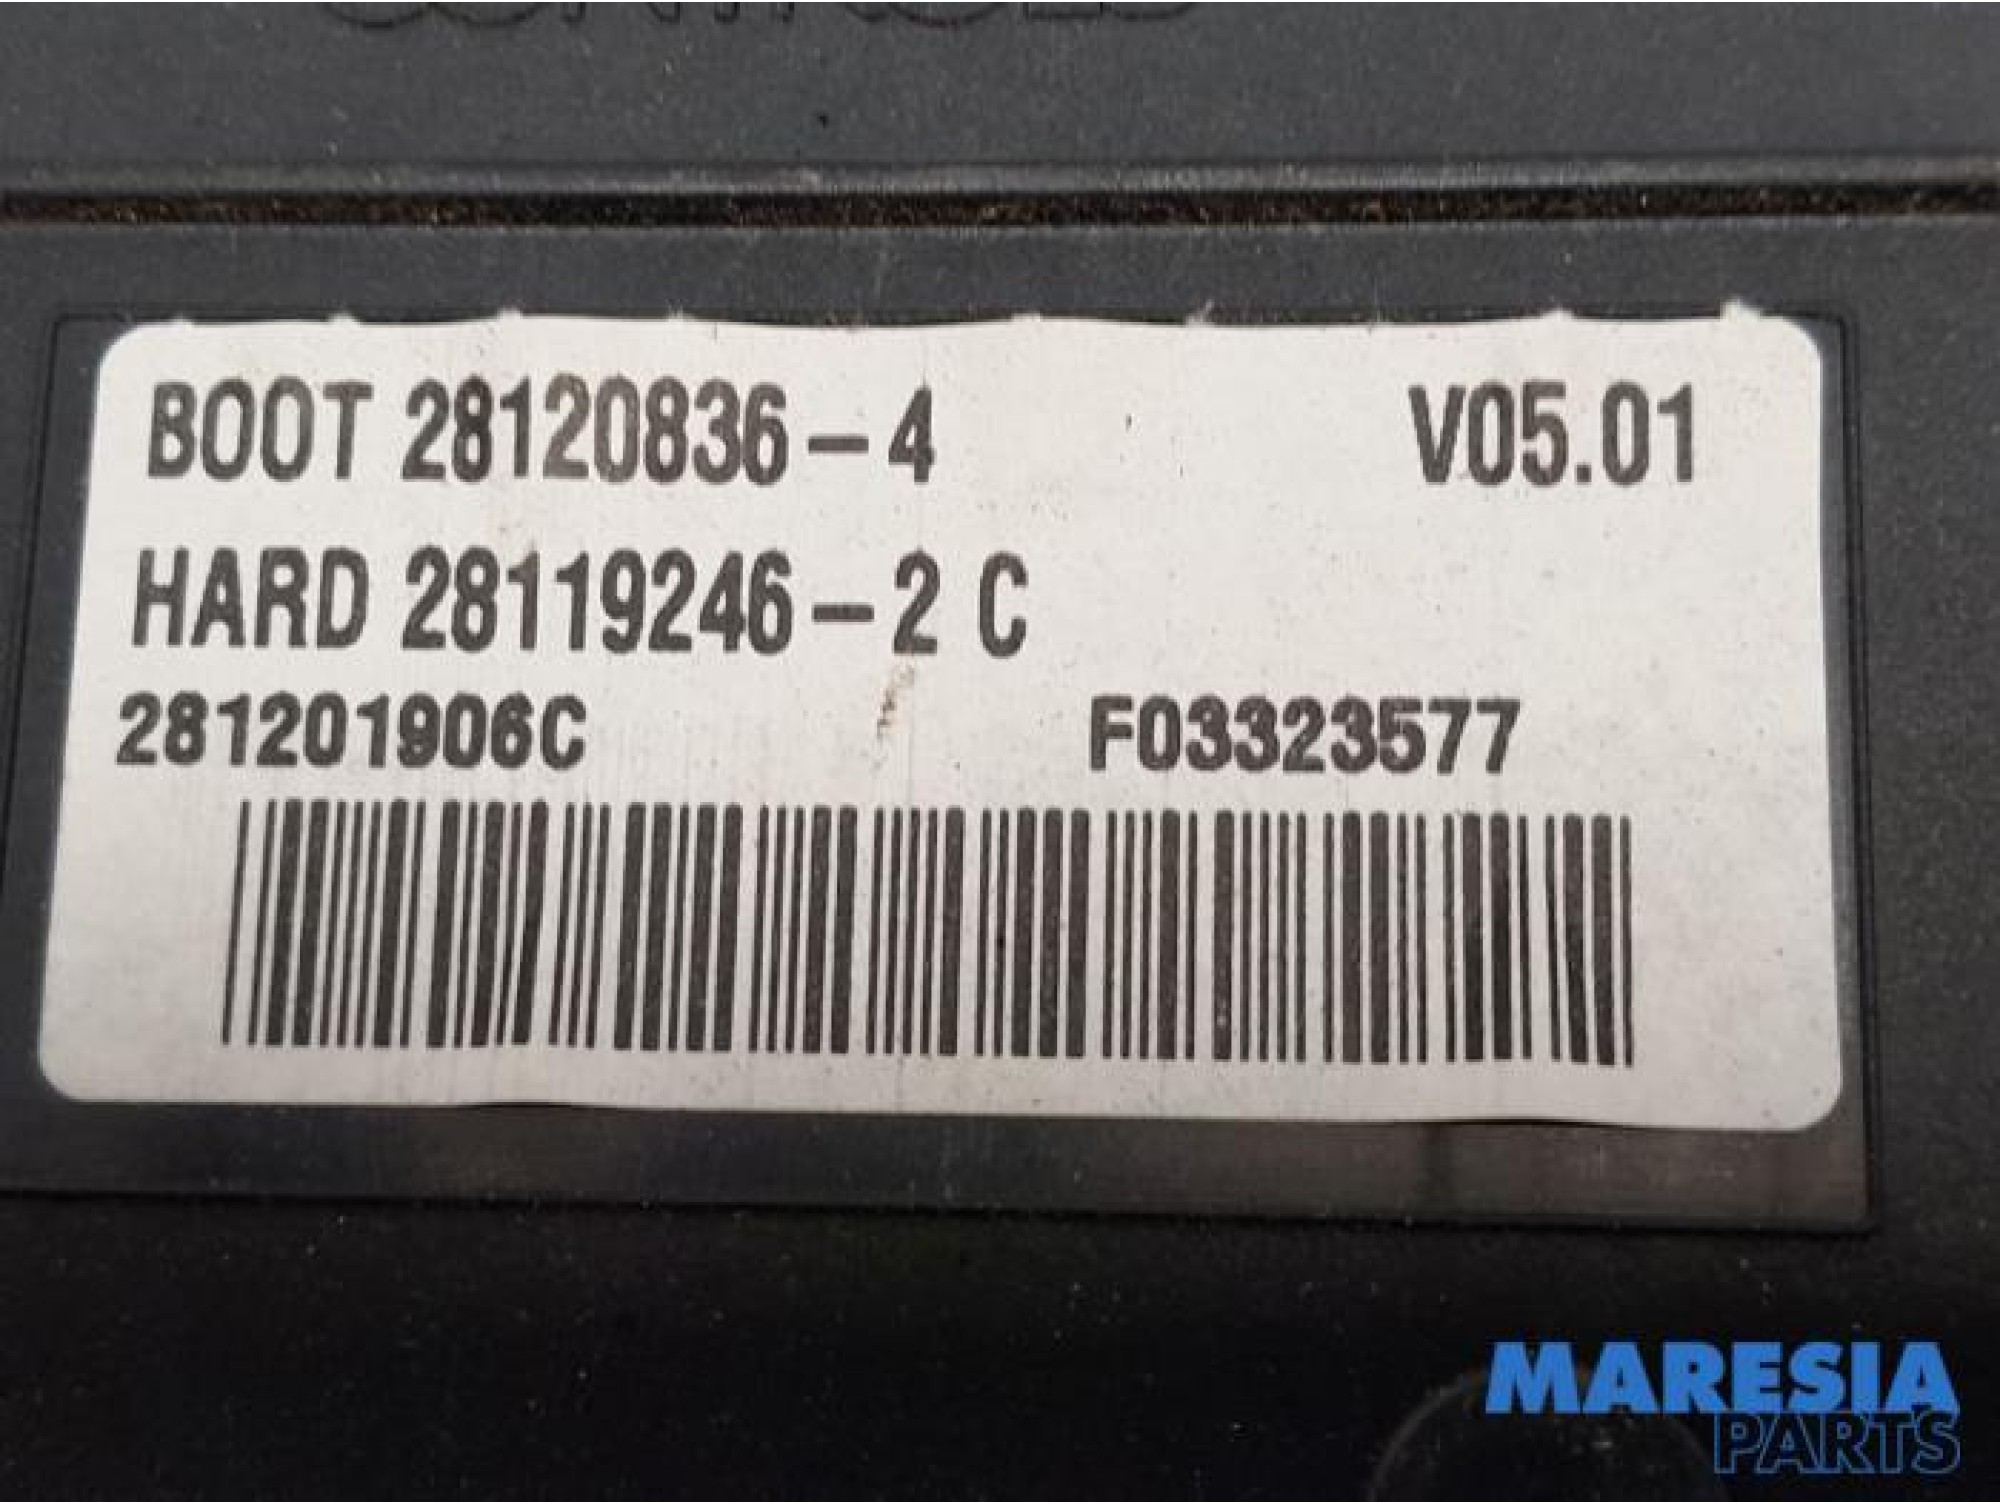 BOOT 28120836-4 V05.01
HARD 28119246-2 C
281201906C F03323577
MARESIA
PARTS